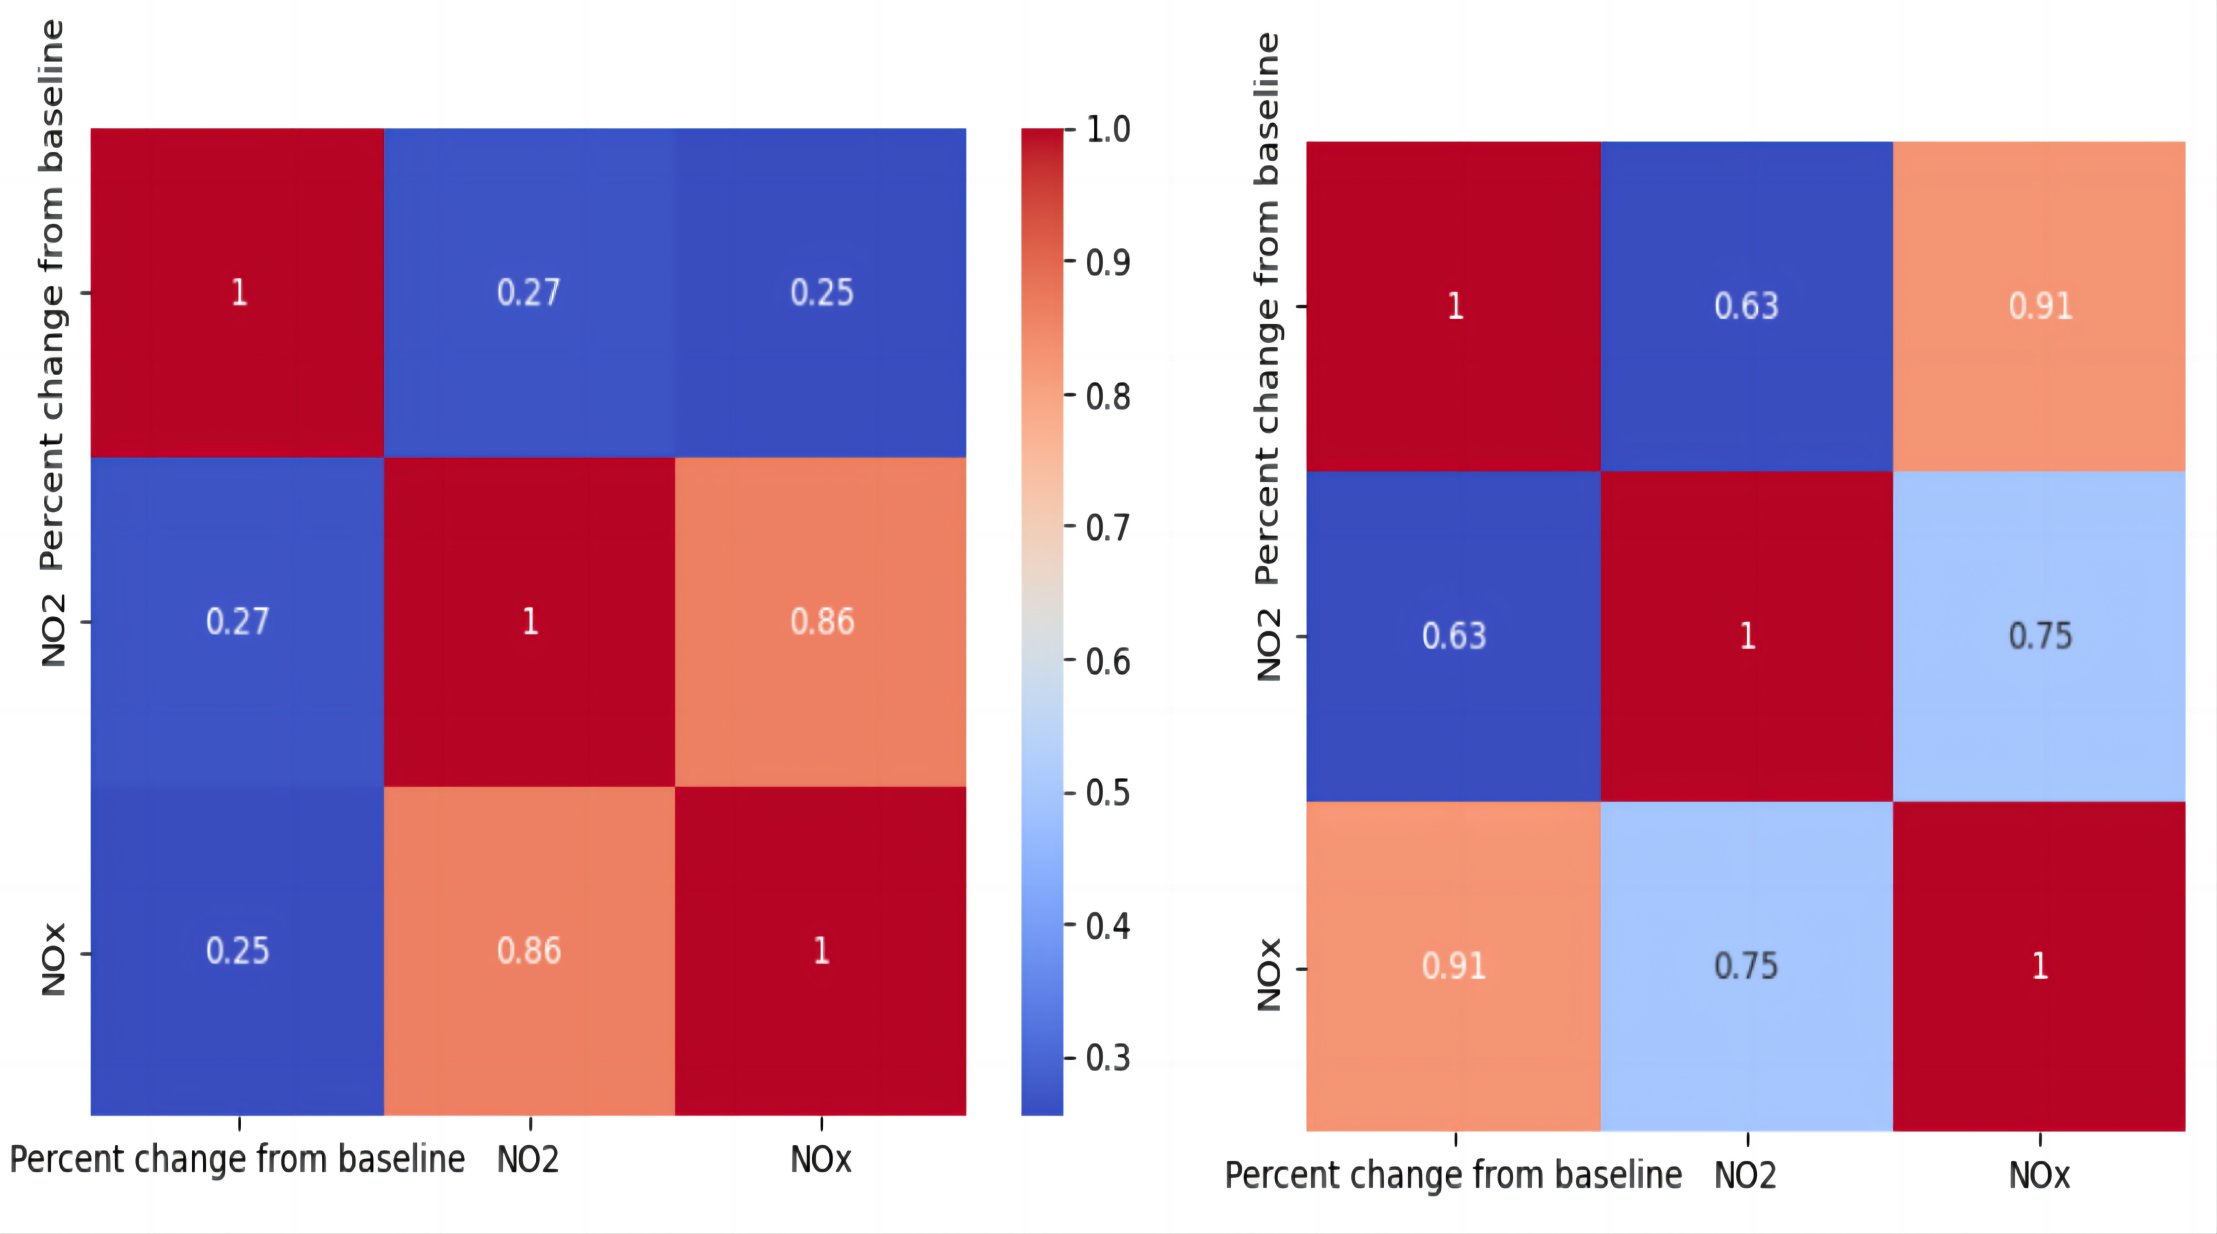 Percent change from baseline
NO2
NOx
1 0.27 0.25
0.27 1 0.86
0.25 0.86 1
Percent change from baseline NO2 NOx
1.0
0.9
0.8
0.7
0.6
0.5
0.4
0.3
Percent change from baseline
NO2
NOx
1 0.63 0.91
0.63 1 0.75
0.91 0.75 1
Percent change from baseline NO2 NOx